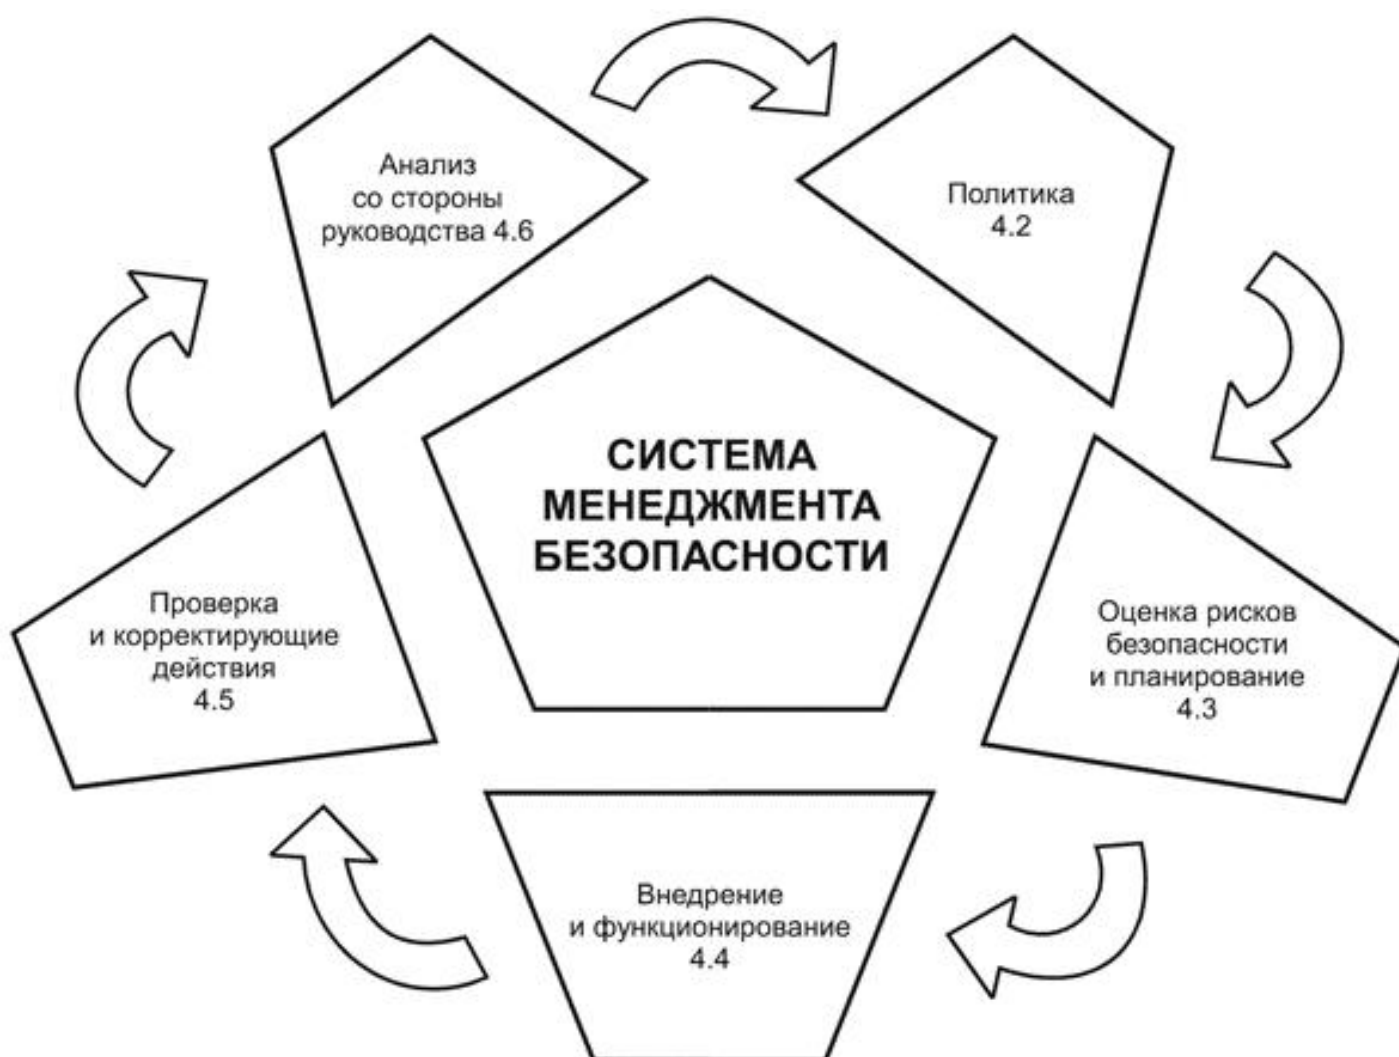 Анализ
со стороны
руководства 4.6
Политика
4.2
СИСТЕМА
МЕНЕДЖМЕНТА
БЕЗОПАСНОСТИ
Проверка
и корректирующие
действия
4.5
Оценка рисков
безопасности
и планирование
4.3
Внедрение
и функционирование
4.4